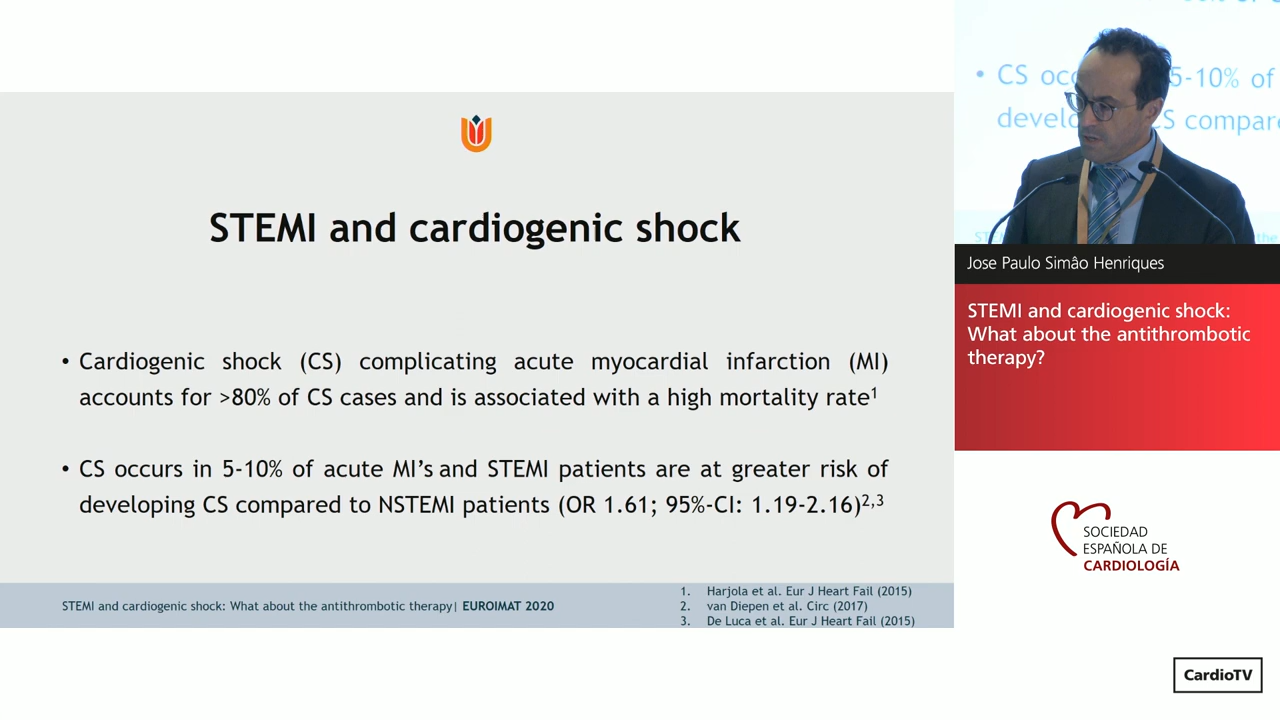 STEMI and cardiogenic shock
• Cardiogenic shock (CS) complicating acute myocardial infarction (MI)
accounts for >80% of CS cases and is associated with a high mortality rate1
• CS occurs in 5-10% of acute MI's and STEMI patients are at greater risk of
developing CS compared to NSTEMI patients (OR 1.61; 95%-CI: 1.19-2.16)2,3
STEMI and cardiogenic shock: What about the antithrombotic therapy| EUROIMAT 2020
1. Harjola et al. Eur J Heart Fail (2015)
2. van Diepen et al. Circ (2017)
3. De Luca et al. Eur J Heart Fail (2015)
• CS occ 5-10% of
develo CS compare
Jose Paulo Simâo Henriques
STEMI and cardiogenic shock:
What about the antithrombotic
therapy?
SOCIEDAD
ESPAÑOLA DE
CARDIOLOGÍA
CardioTV